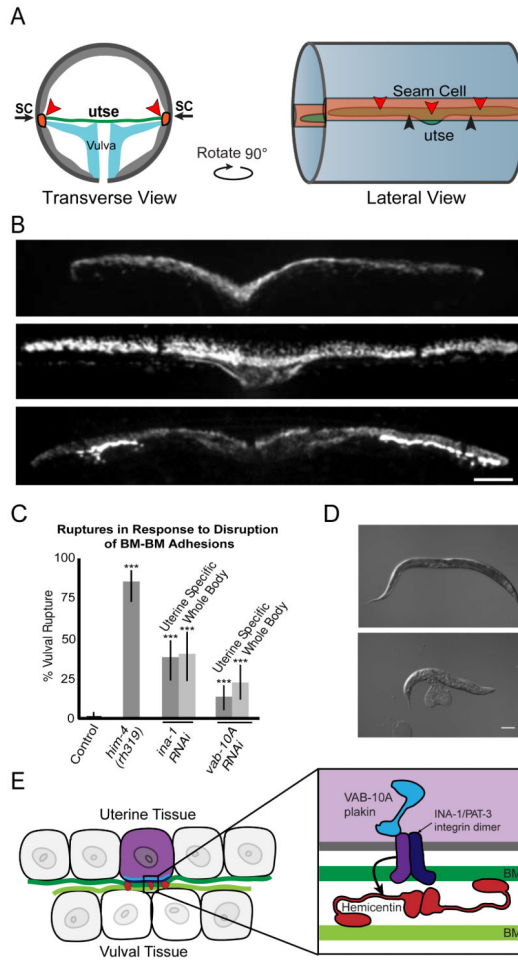 A
SC
utse
SC
Vulva
Transverse View
Rotate 90°
Seam Cell
utse
Lateral View
B
C
Ruptures in Response to Disruption
of BM-BM Adhesions
% Vulval Rupture
100
75
50
25
0
***
Uterine Specific
Whole Body
***
***
Uterine Specific
Whole Body
***
***
Control
him-4
(rh319)
ina-1
RNAi
vab-10A
RNAi
D
E
Uterine Tissue
Vulval Tissue
VAB-10A
plakin
INA-1/PAT-3
integrin dimer
BM
Hemicentin
BM